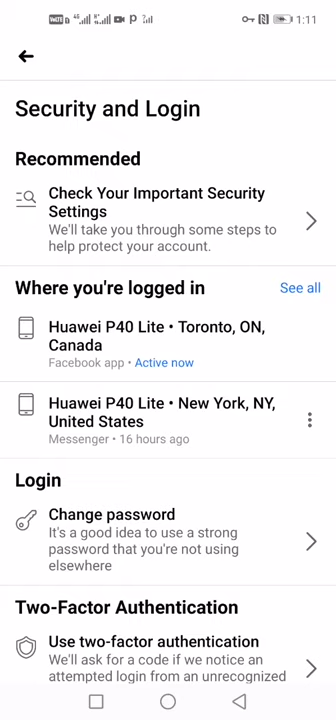 1:11
Security and Login
Recommended
Check Your Important Security
Settings
We'll take you through some steps to
help protect your account.
Where you're logged in See all
Huawei P40 Lite • Toronto, ON,
Canada
Facebook app • Active now
Huawei P40 Lite • New York, NY,
United States
Messenger • 16 hours ago
Login
Change password
It's a good idea to use a strong
password that you're not using
elsewhere
Two-Factor Authentication
Use two-factor authentication
We'll ask for a code if we notice an
attempted login from an unrecognized